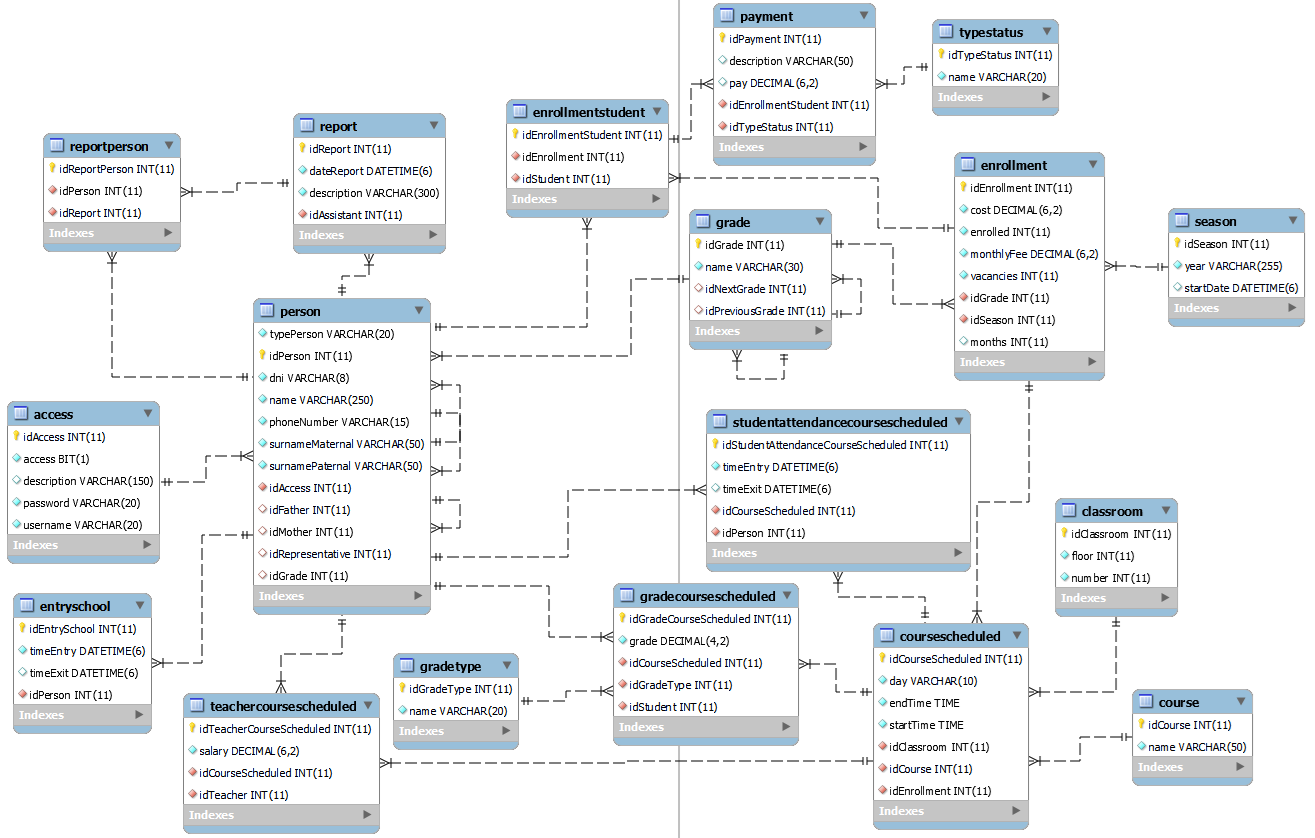 payment
idPayment INT(11)
description VARCHAR(50)
pay DECIMAL(6,2)
idEnrollmentStudent INT(11)
idTypeStatus INT(11)
Indexes
typestatus
idTypeStatus INT(11)
name VARCHAR(20)
Indexes
enrollmentstudent
idEnrollmentStudent INT(11)
idEnrollment INT(11)
idStudent INT(11)
Indexes
report
idReport INT(11)
dateReport DATETIME(6)
description VARCHAR(300)
idAssistant INT(11)
Indexes
reportperson
idReportPerson INT(11)
idPerson INT(11)
idReport INT(11)
Indexes
enrollment
idEnrollment INT(11)
cost DECIMAL(6,2)
enrolled INT(11)
monthlyFee DECIMAL(6,2)
vacancies INT(11)
idGrade INT(11)
idSeason INT(11)
months INT(11)
Indexes
season
idSeason INT(11)
year VARCHAR(255)
startDate DATETIME(6)
Indexes
grade
idGrade INT(11)
name VARCHAR(30)
idNextGrade INT(11)
idPreviousGrade INT(11)
Indexes
person
typePerson VARCHAR(20)
idPerson INT(11)
dni VARCHAR(8)
name VARCHAR(250)
phoneNumber VARCHAR(15)
surnameMaternal VARCHAR(50)
surnamePaternal VARCHAR(50)
idAccess INT(11)
idFather INT(11)
idMother INT(11)
idRepresentative INT(11)
idGrade INT(11)
Indexes
access
idAccess INT(11)
access BIT(1)
description VARCHAR(150)
password VARCHAR(20)
username VARCHAR(20)
Indexes
studentattendancecoursescheduled
idStudentAttendanceCourseScheduled INT(11)
timeEntry DATETIME(6)
timeExit DATETIME(6)
idCourseScheduled INT(11)
idPerson INT(11)
Indexes
classroom
idClassroom INT(11)
floor INT(11)
number INT(11)
Indexes
entryschool
idEntrySchool INT(11)
timeEntry DATETIME(6)
timeExit DATETIME(6)
idPerson INT(11)
Indexes
gradecoursescheduled
idGradeCourseScheduled INT(11)
grade DECIMAL(4,2)
idCourseScheduled INT(11)
idGradeType INT(11)
idStudent INT(11)
Indexes
coursescheduled
idCourseScheduled INT(11)
day VARCHAR(10)
endTime TIME
startTime TIME
idClassroom INT(11)
idCourse INT(11)
idEnrollment INT(11)
Indexes
gradetype
idGradeType INT(11)
name VARCHAR(20)
Indexes
teachercoursescheduled
idTeacherCourseScheduled INT(11)
salary DECIMAL(6,2)
idCourseScheduled INT(11)
idTeacher INT(11)
Indexes
course
idCourse INT(11)
name VARCHAR(50)
Indexes